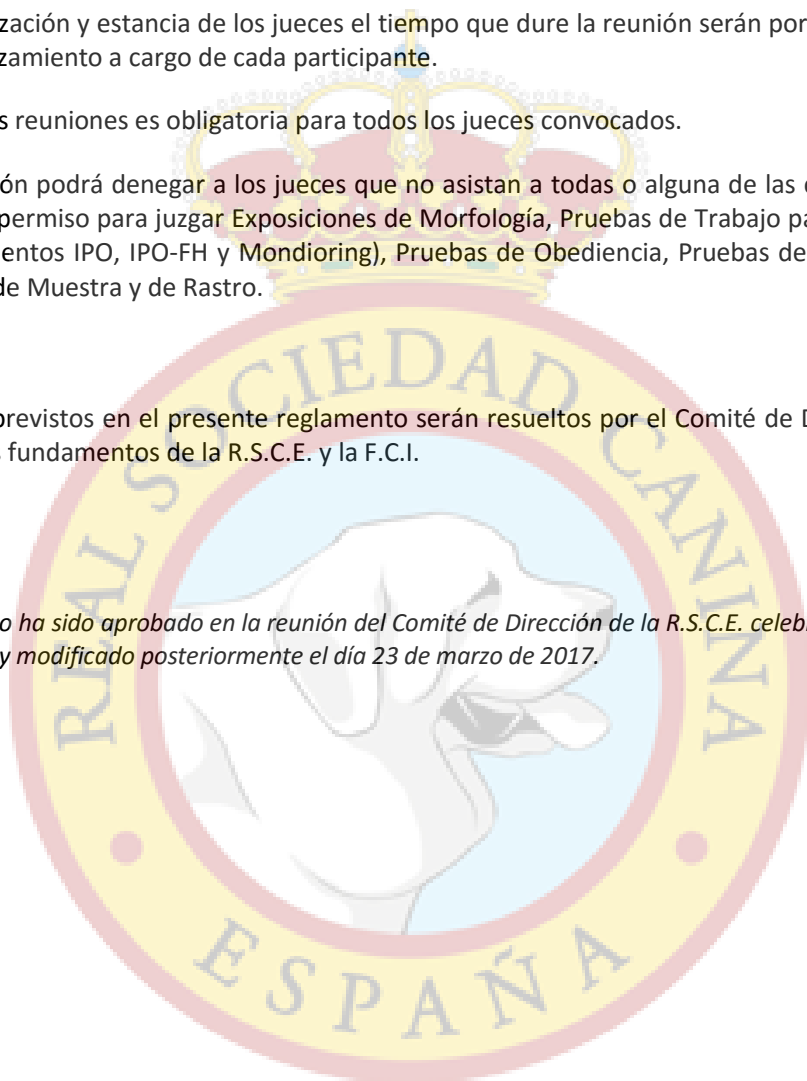 zación y estancia de los jueces el tiempo que dure la reunión serán por
zamiento a cargo de cada participante.
s reuniones es obligatoria para todos los jueces convocados.
ón podrá denegar a los jueces que no asistan a todas o alguna de las
permiso para juzgar Exposiciones de Morfología, Pruebas de Trabajo pa
entos IPO, IPO-FH y Mondioring), Pruebas de Obediencia, Pruebas de
de Muestra y de Rastro.
previstos en el presente reglamento serán resueltos por el Comité de D
s fundamentos de la R.S.C.E. y la F.C.I.
o ha sido aprobado en la reunión del Comité de Dirección de la R.S.C.E. celeb
y modificado posteriormente el día 23 de marzo de 2017.
REAL SOCIEDAD CANINA
ESPAÑA